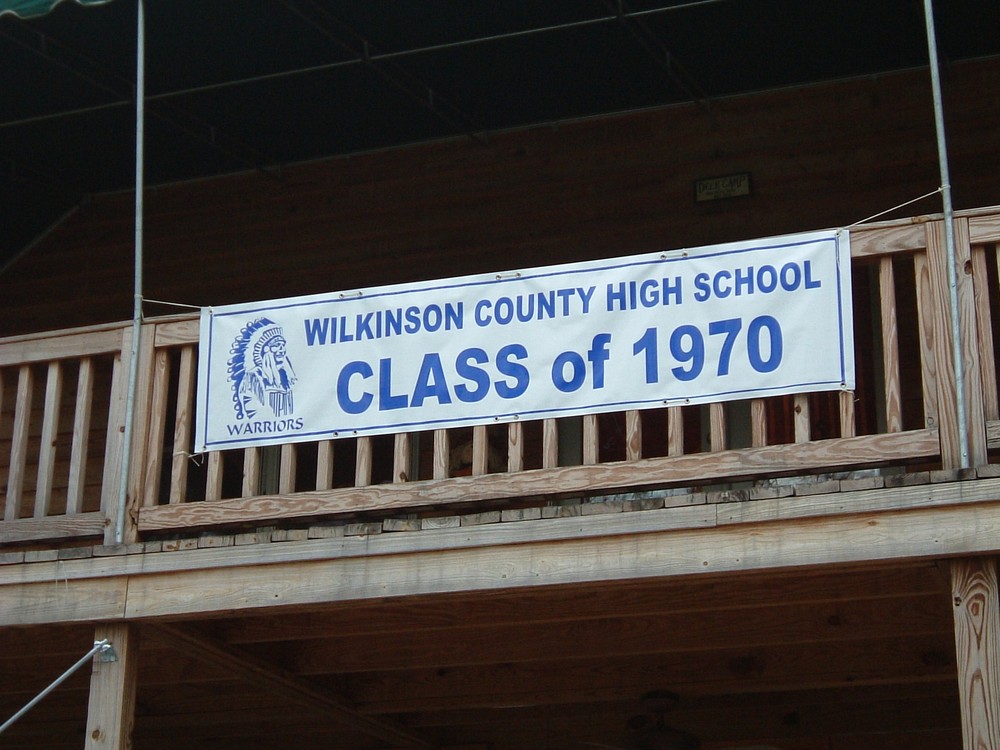 WILKINSON COUNTY HIGH SCHOOL
CLASS of 1970
WARRIORS